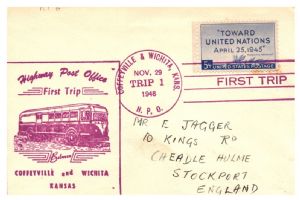 "TOWARD
UNITED NATIONS
APRIL 25, 1945"
5¢ UNITED STATES POSTAGE
COFFEYVILLE & WICHITA, KANS.
NOV. 29
TRIP 1
1948
H. P. O.
FIRST TRIP
Highway Post Office
First Trip
COFFEYVILLE and WICHITA
KANSAS
MR E JAGGER
10 KINGS RD
CHEADLE HULME
STOCKPORT
ENGLAND